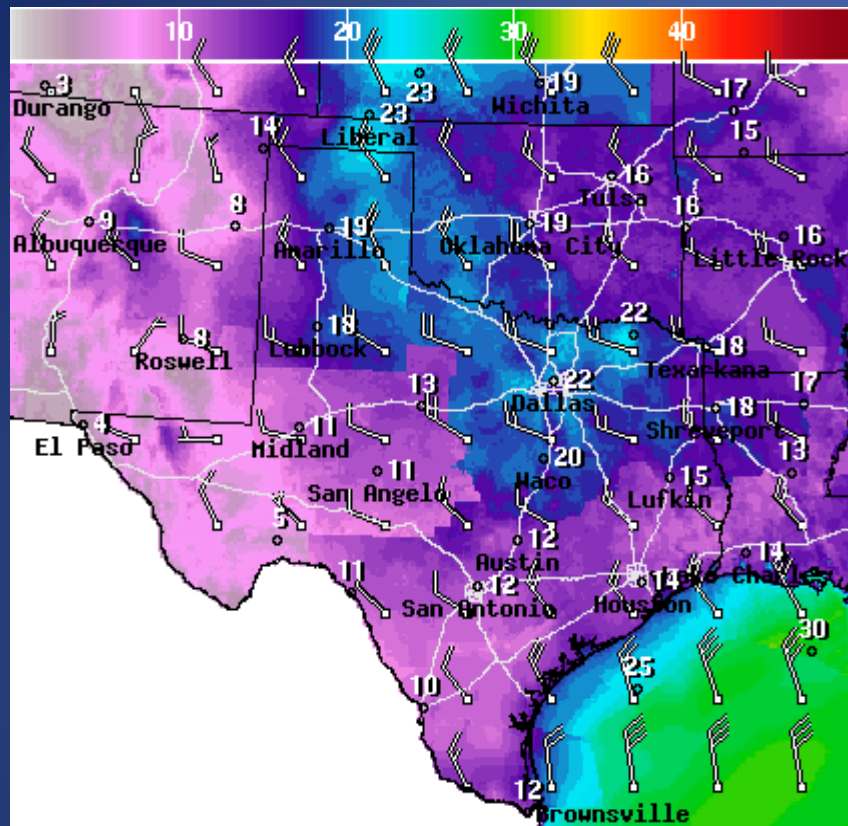 10 20 30 40
3
Durango
23
19
Wichita
17
23
Liberal
14
15
16
Tulsa
9
8
19
19
16
16
Albuquerque
Amarillo
Oklahoma City
Little Rock
8
18
22
18
Roswell
Lubbock
Texarkana
13
22
Dallas
17
4
11
18
El Paso
Midland
Shreveport
11
20
15
13
San Angelo
Waco
Lufkin
5
12
14
Austin
Lake Charles
11
12
14
San Antonio
Houston
30
25
10
12
Brownsville